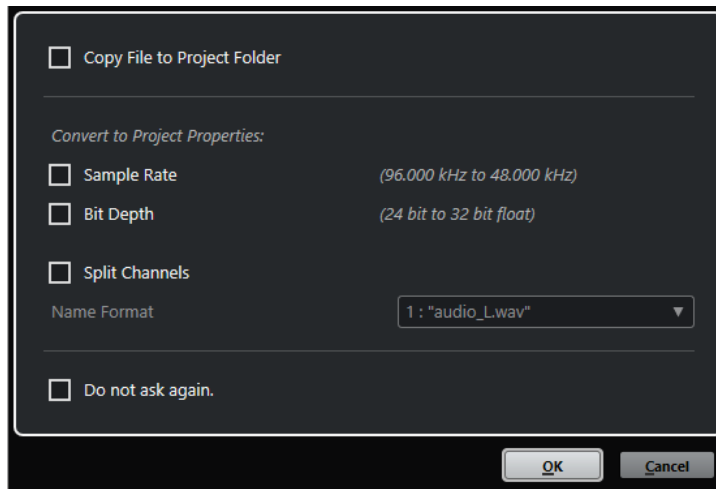 Copy File to Project Folder
Convert to Project Properties:
Sample Rate (96.000 kHz to 48.000 kHz)
Bit Depth (24 bit to 32 bit float)
Split Channels
Name Format 1 : "audio_L.wav"
Do not ask again.
OK Cancel